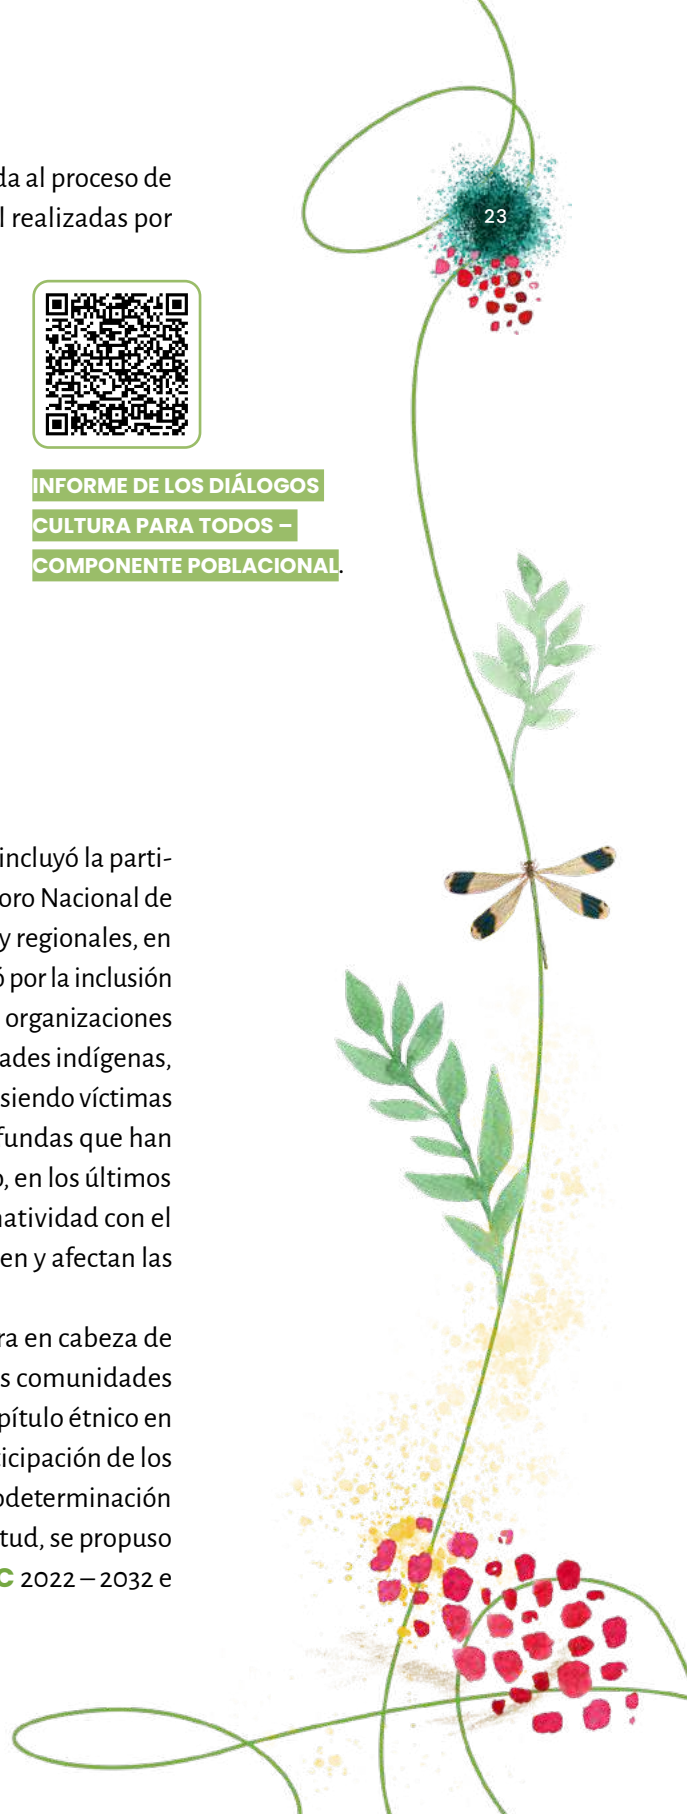 da al proceso de
l realizadas por
23
INFORME DE LOS DIÁLOGOS
CULTURA PARA TODOS –
COMPONENTE POBLACIONAL.
incluyó la parti-
oro Nacional de
y regionales, en
ó por la inclusión
organizaciones
ades indígenas,
siendo víctimas
fundas que han
o, en los últimos
natividad con el
en y afectan las
ra en cabeza de
s comunidades
pítulo étnico en
ticipación de los
odeterminación
tud, se propuso
C 2022 – 2032 e